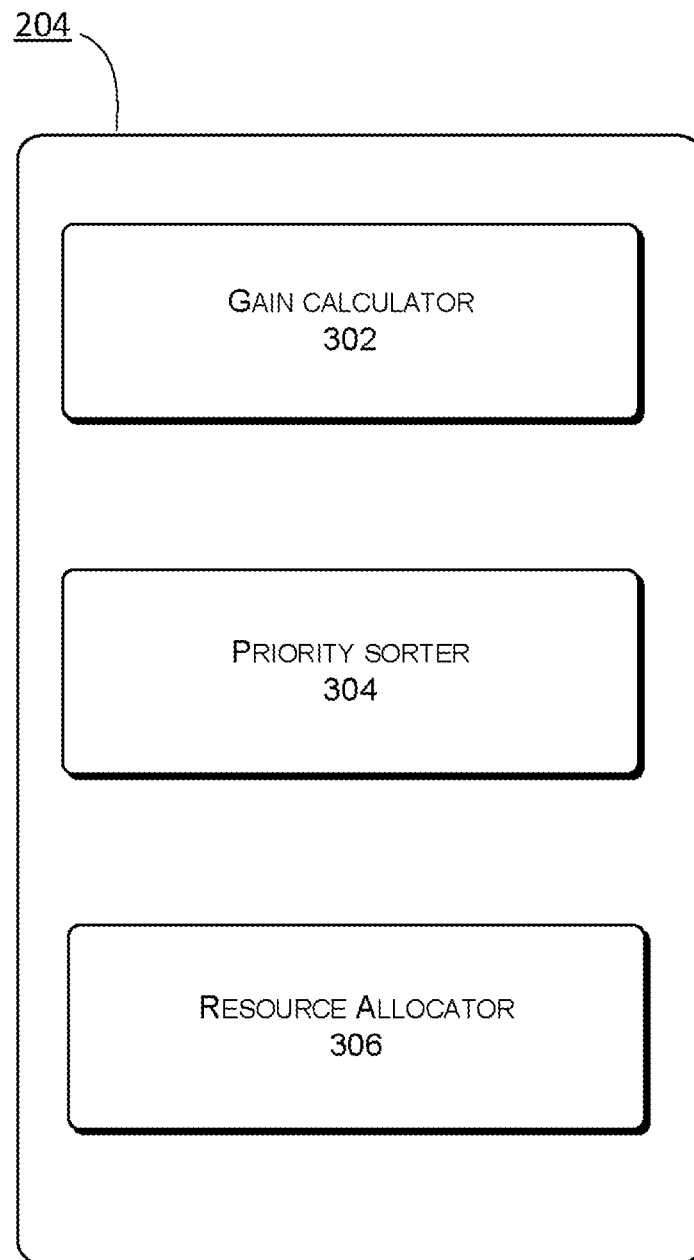 204
GAIN CALCULATOR
302
PRIORITY SORTER
304
RESOURCE ALLOCATOR
306